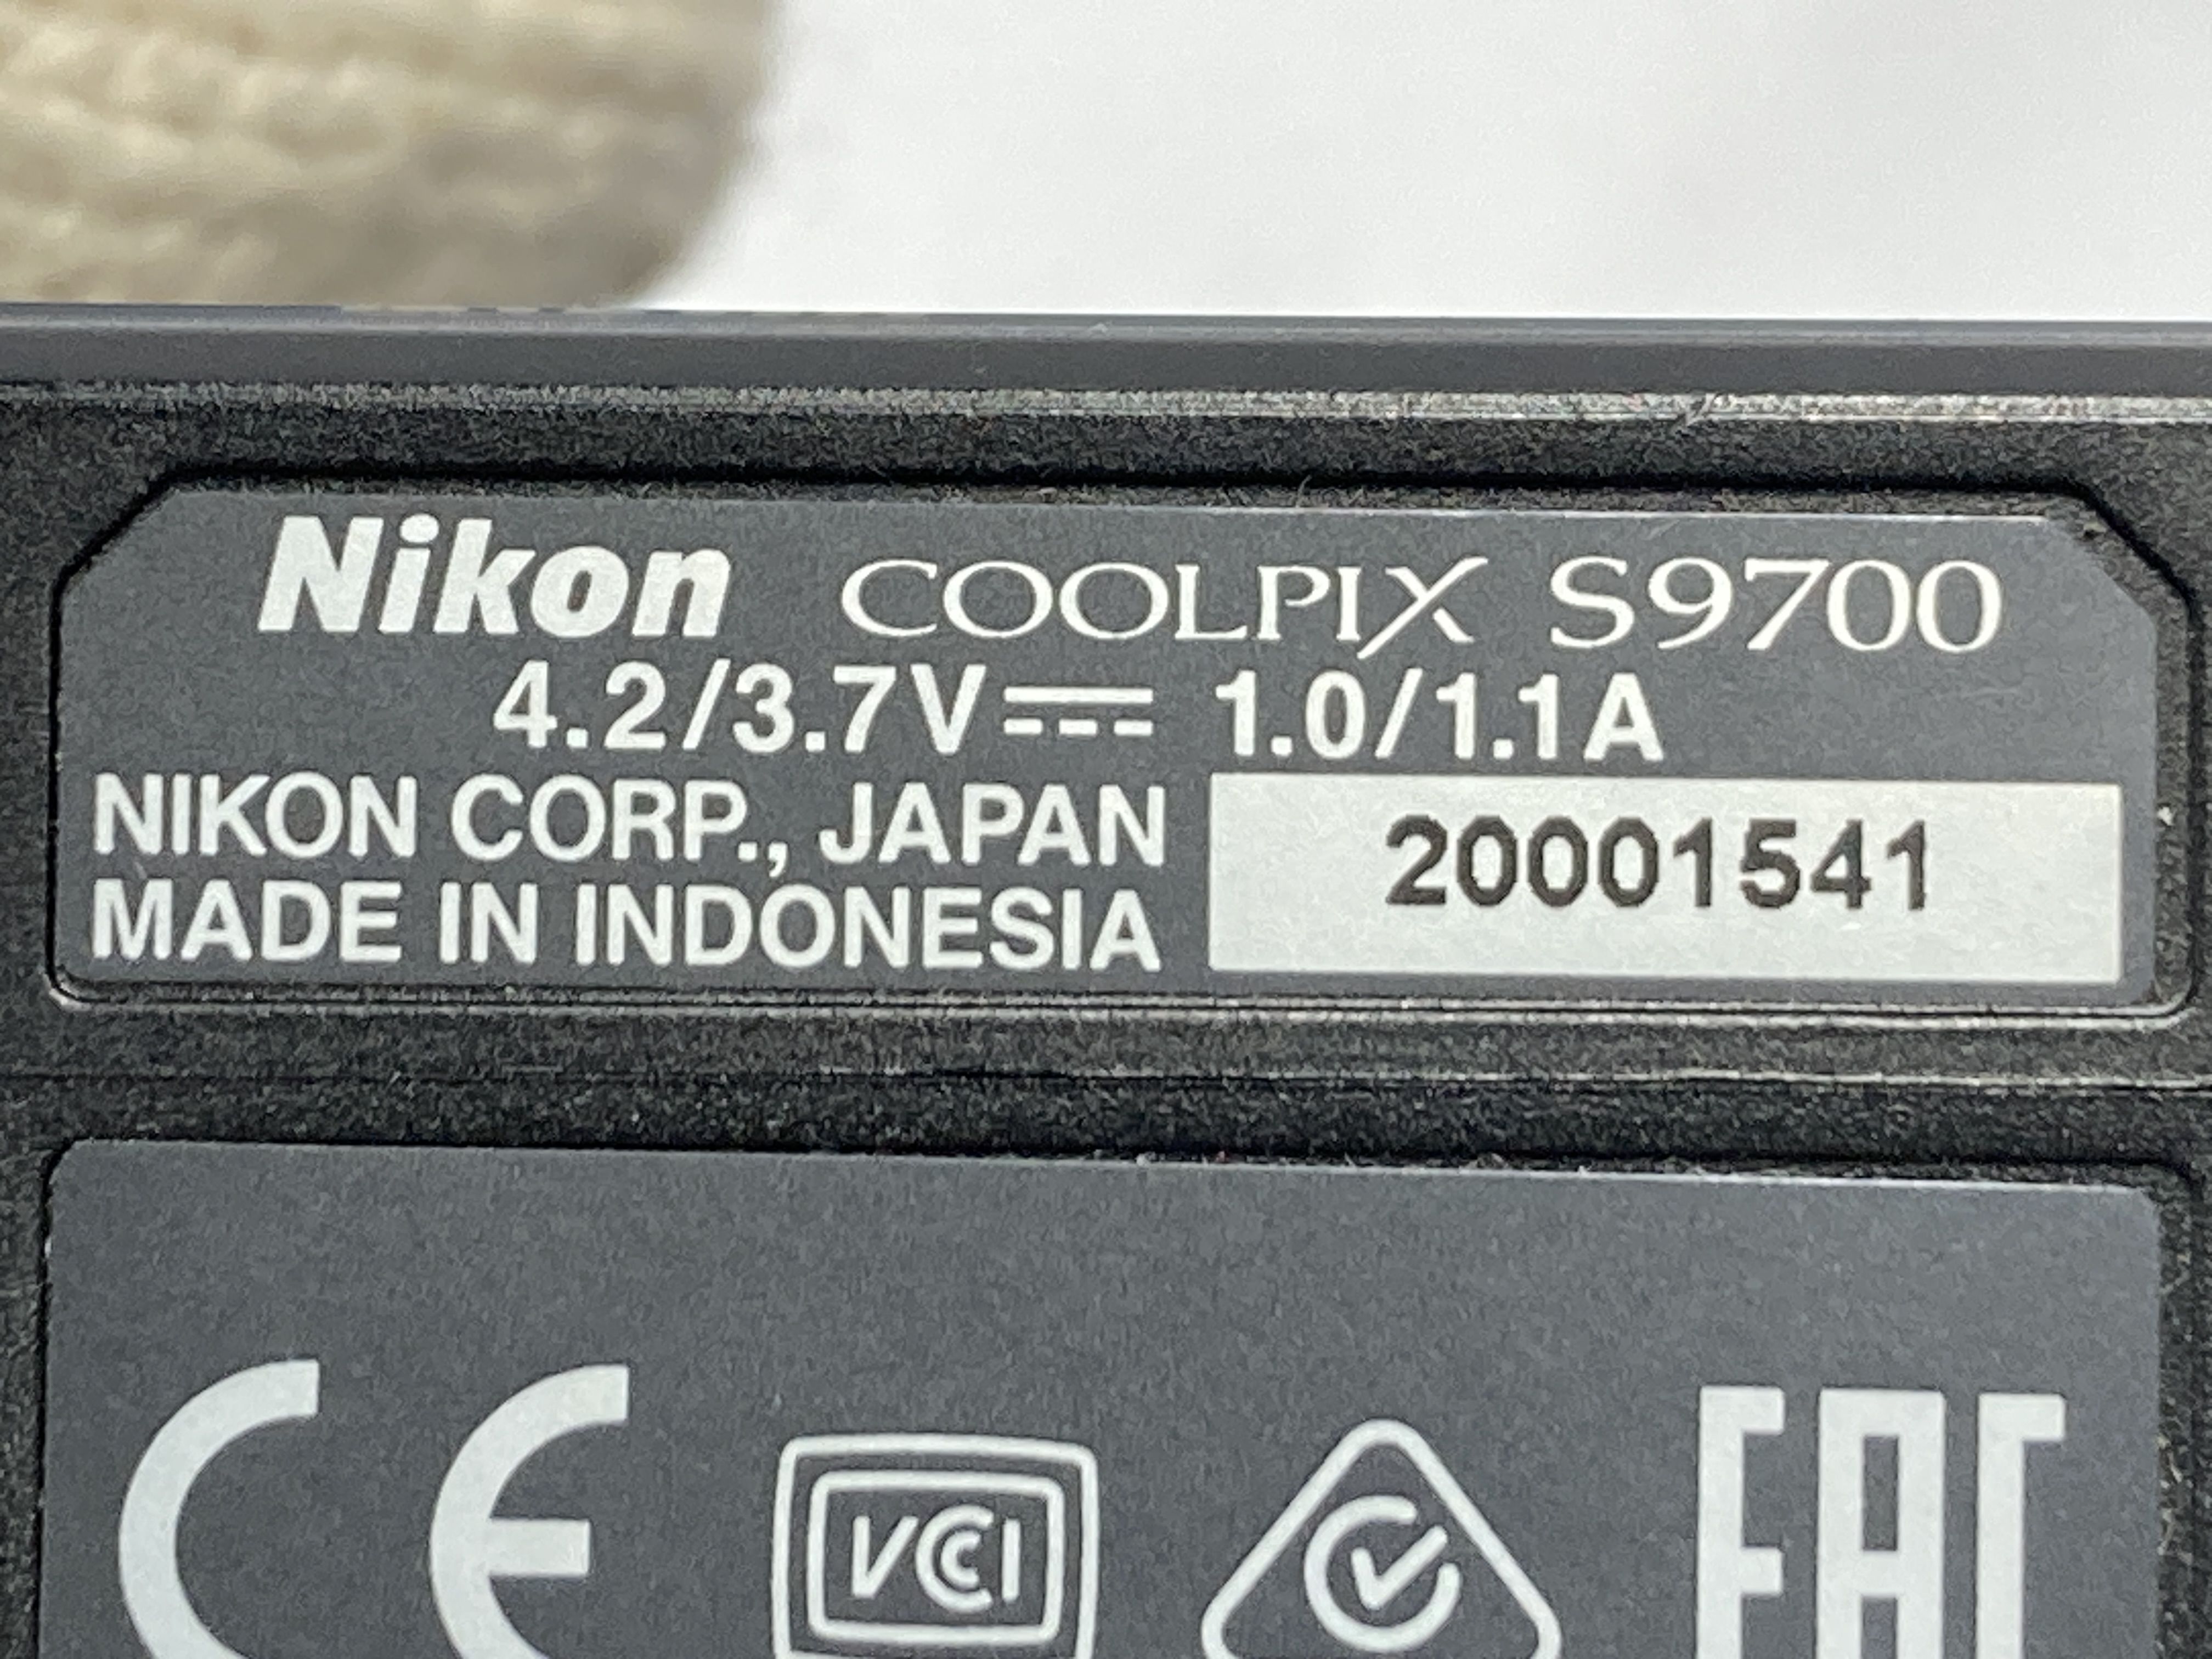 Nikon COOLPIX S9700
4.2/3.7V⎓ 1.0/1.1A
NIKON CORP., JAPAN
MADE IN INDONESIA
20001541
CE VCCI EAC